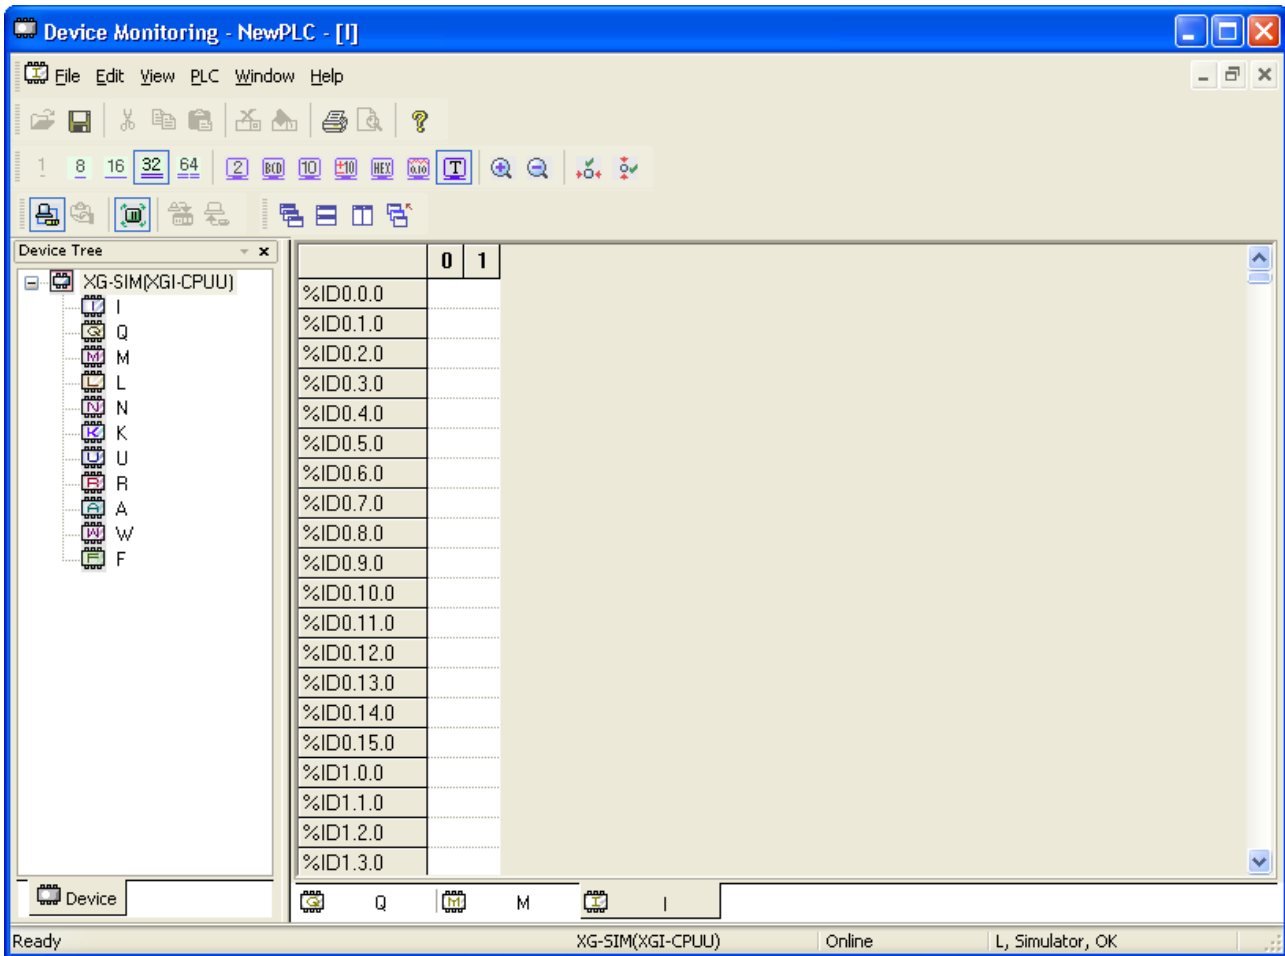 Device Monitoring - NewPLC - [I]
File Edit View PLC Window Help
1 8 16 32 64 2 BCD 10 ±10 HEX 0.10 T
Device Tree
XG-SIM(XGI-CPUU)
I
Q
M
L
N
K
U
R
A
W
F
Device
0 1
%ID0.0.0
%ID0.1.0
%ID0.2.0
%ID0.3.0
%ID0.4.0
%ID0.5.0
%ID0.6.0
%ID0.7.0
%ID0.8.0
%ID0.9.0
%ID0.10.0
%ID0.11.0
%ID0.12.0
%ID0.13.0
%ID0.14.0
%ID0.15.0
%ID1.0.0
%ID1.1.0
%ID1.2.0
%ID1.3.0
Q M I
Ready XG-SIM(XGI-CPUU) Online L, Simulator, OK